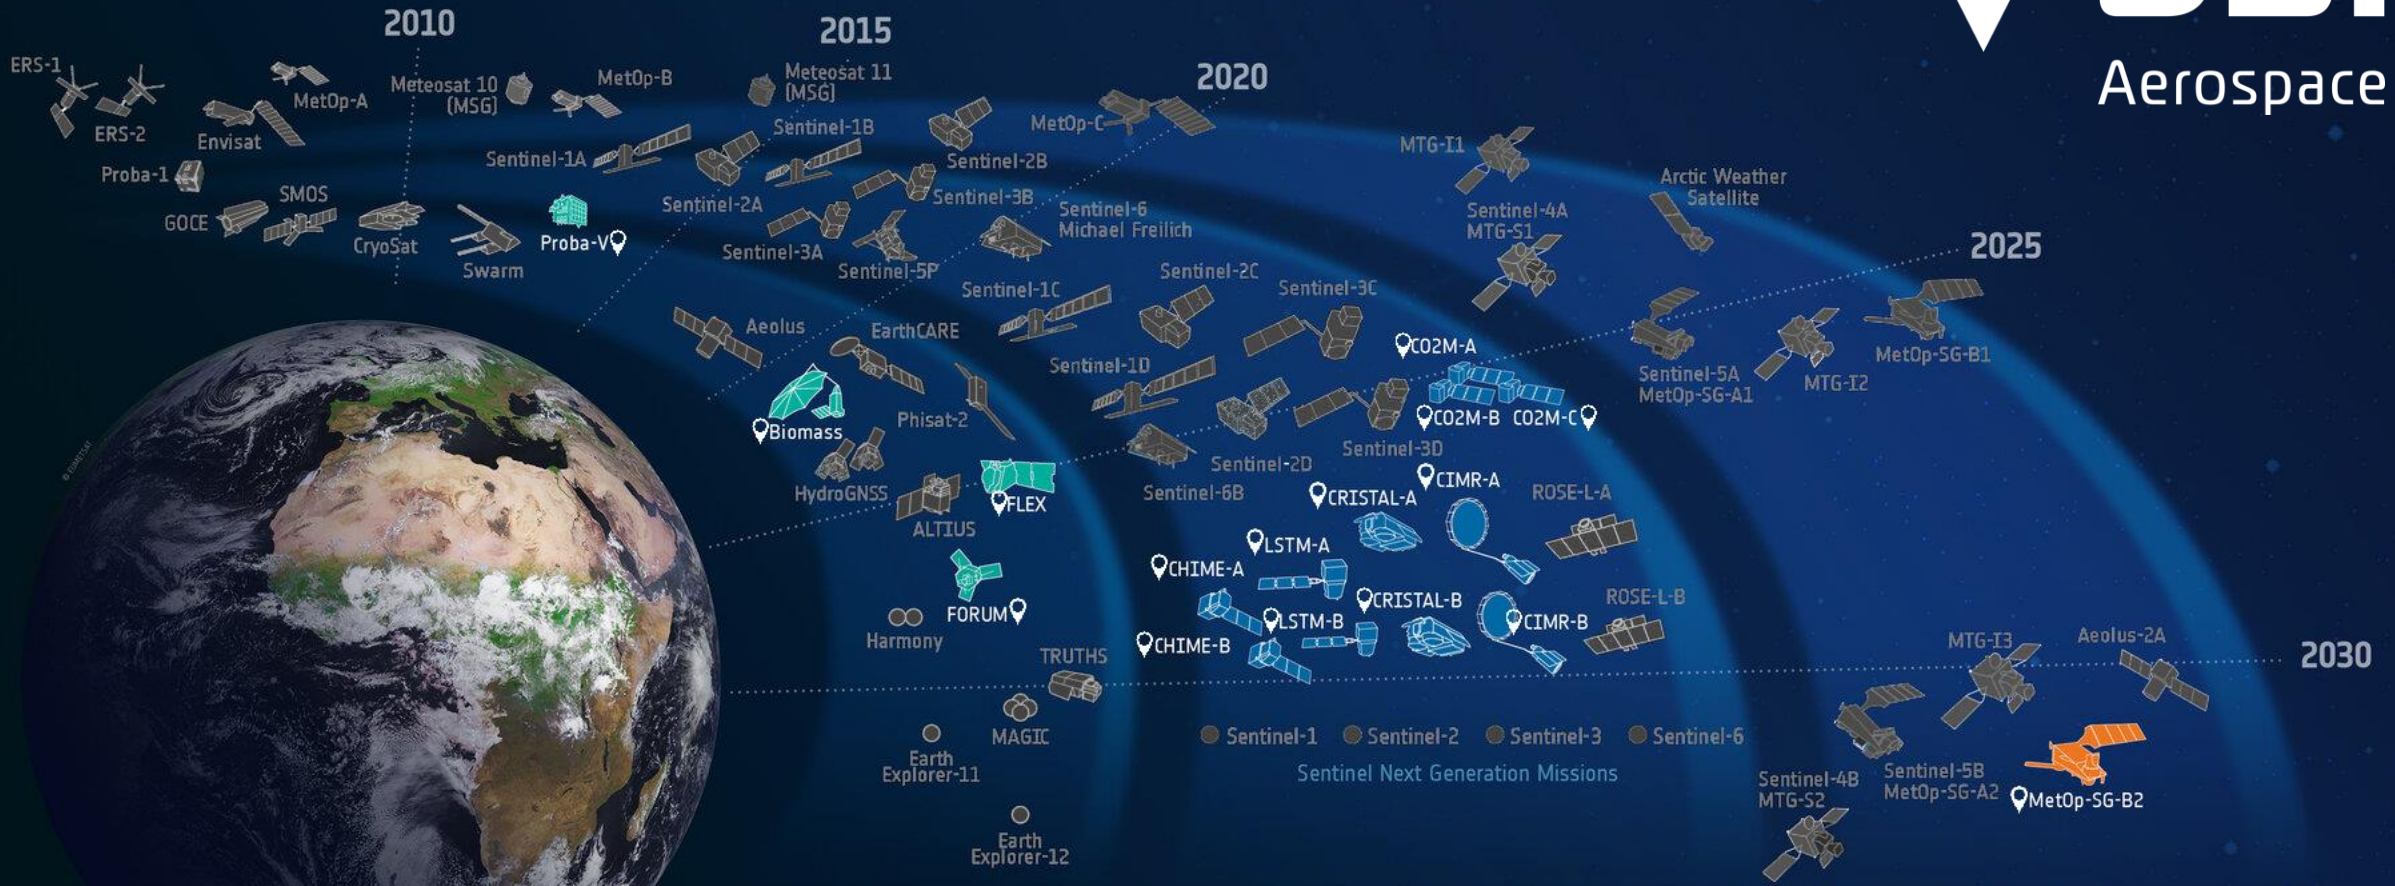 2010
2015
2020
2025
2030
Aerospace
ERS-1
ERS-2
MetOp-A
Envisat
Meteosat 10
(MSG)
MetOp-B
Meteosat 11
(MSG)
Proba-1
Sentinel-1A
Sentinel-1B
MetOp-C
Sentinel-2B
MTG-I1
GOCE
SMOS
CryoSat
Swarm
Proba-V
Sentinel-2A
Sentinel-3A
Sentinel-3B
Sentinel-5P
Sentinel-6
Michael Freilich
Sentinel-4A
MTG-S1
Arctic Weather
Satellite
Sentinel-1C
Sentinel-2C
Sentinel-3C
Aeolus
EarthCARE
Sentinel-1D
CO2M-A
CO2M-B
CO2M-C
Sentinel-5A
MetOp-SG-A1
MTG-I2
MetOp-SG-B1
Biomass
Phisat-2
HydroGNSS
ALTIUS
FLEX
Sentinel-6B
Sentinel-2D
Sentinel-3D
© EUMETSAT
CRISTAL-A
CIMR-A
ROSE-L-A
LSTM-A
CHIME-A
FORUM
Harmony
CHIME-B
LSTM-B
CRISTAL-B
CIMR-B
ROSE-L-B
TRUTHS
MAGIC
Earth
Explorer-11
Earth
Explorer-12
Sentinel-1
Sentinel-2
Sentinel-3
Sentinel-6
Sentinel Next Generation Missions
MTG-I3
Aeolus-2A
Sentinel-4B
MTG-S2
Sentinel-5B
MetOp-SG-A2
MetOp-SG-B2